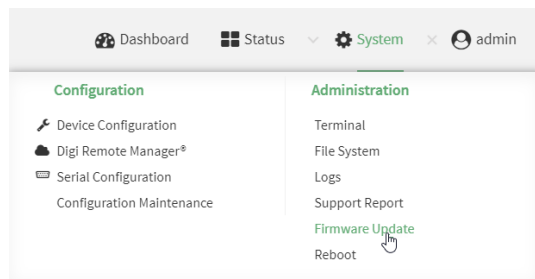 Dashboard Status System admin
Configuration
Device Configuration
Digi Remote Manager®
Serial Configuration
Configuration Maintenance
Administration
Terminal
File System
Logs
Support Report
Firmware Update
Reboot